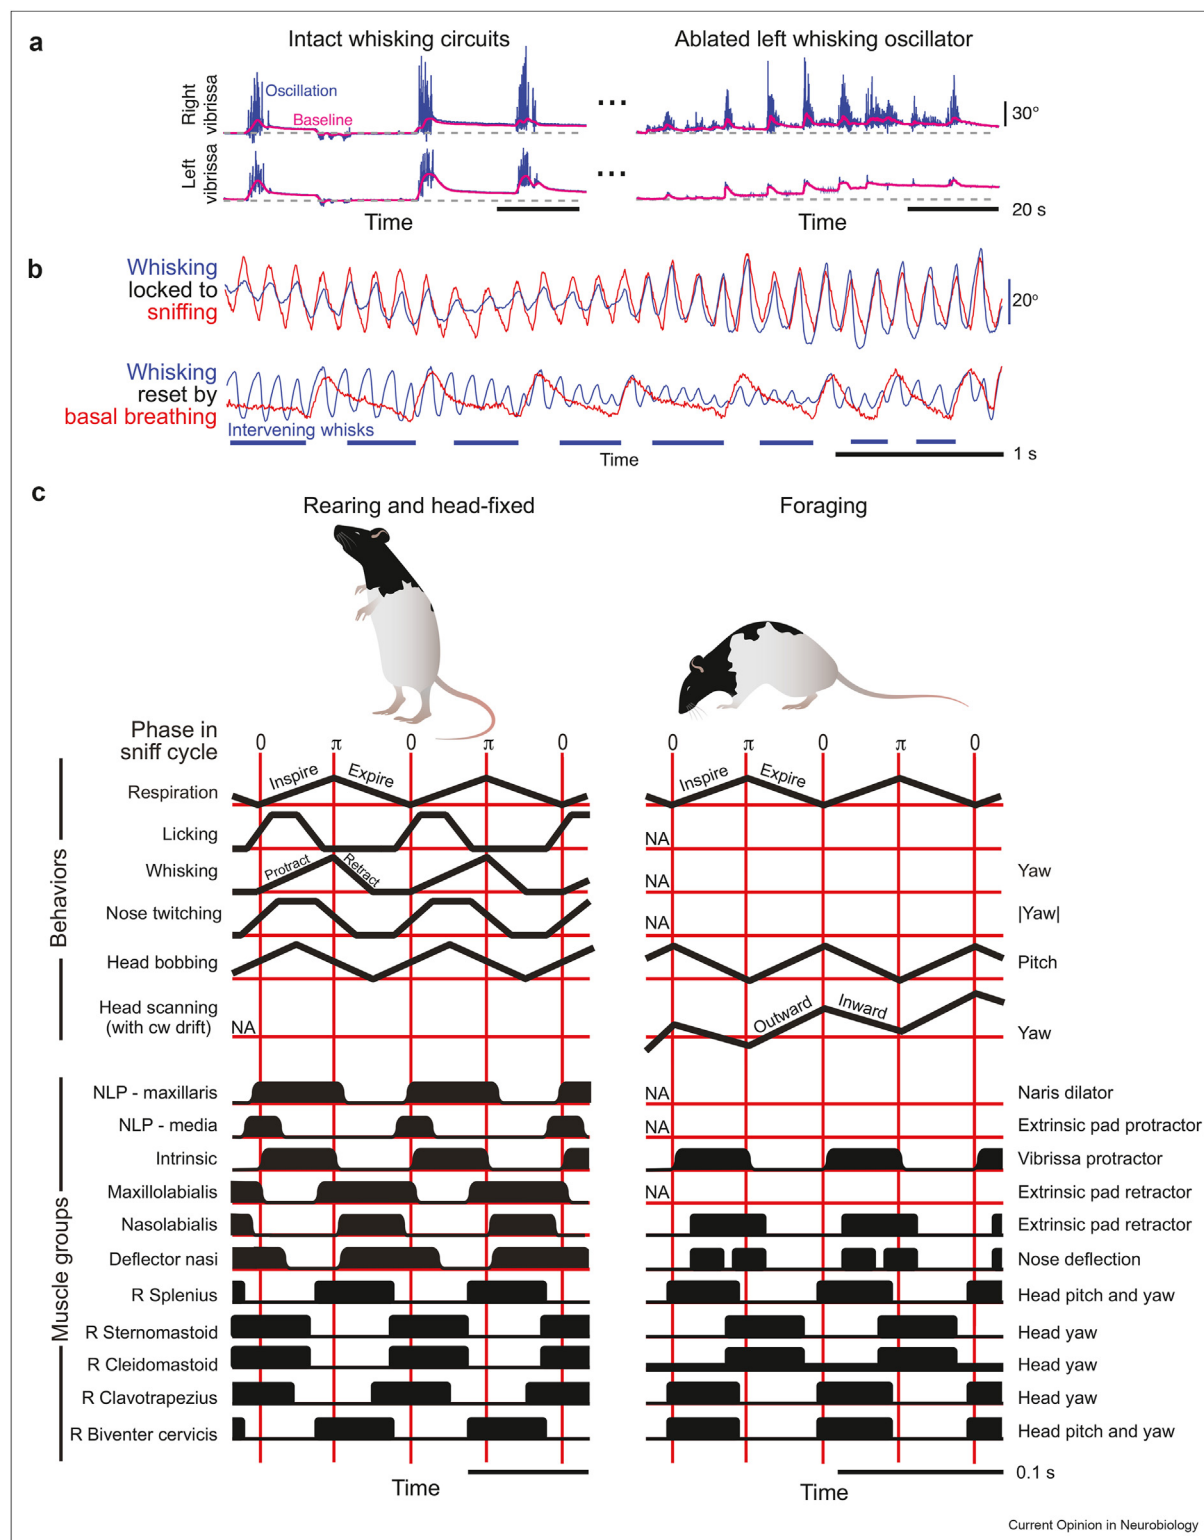 a
Intact whisking circuits
Ablated left whisking oscillator
Right
vibrissa
Oscillation
Baseline
...
30°
Left
vibrissa
...
Time
Time
20 s
b
Whisking
locked to
sniffing
20°
Whisking
reset by
basal breathing
Intervening whisks
Time
1 s
c
Rearing and head-fixed
Foraging
Phase in
sniff cycle
0 π 0 π 0
0 π 0 π 0
Behaviors
Respiration
Inspire
Expire
Inspire
Expire
Licking
NA
Whisking
Protract
Retract
NA
Yaw
Nose twitching
NA
|Yaw|
Head bobbing
Pitch
Head scanning
(with cw drift)
NA
Outward
Inward
Yaw
Muscle groups
NLP - maxillaris
NA
Naris dilator
NLP - media
NA
Extrinsic pad protractor
Intrinsic
Vibrissa protractor
Maxillolabialis
NA
Extrinsic pad retractor
Nasolabialis
Extrinsic pad retractor
Deflector nasi
Nose deflection
R Splenius
Head pitch and yaw
R Sternomastoid
Head yaw
R Cleidomastoid
Head yaw
R Clavotrapezius
Head yaw
R Biventer cervicis
Head pitch and yaw
Time
Time
0.1 s
Current Opinion in Neurobiology